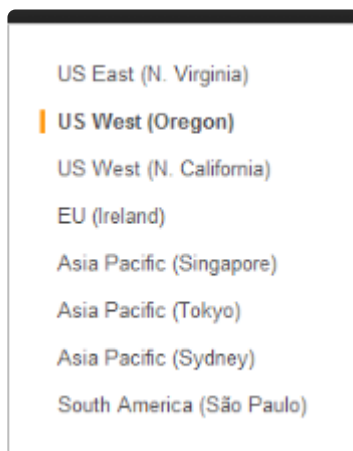 US East (N. Virginia)
US West (Oregon)
US West (N. California)
EU (Ireland)
Asia Pacific (Singapore)
Asia Pacific (Tokyo)
Asia Pacific (Sydney)
South America (São Paulo)